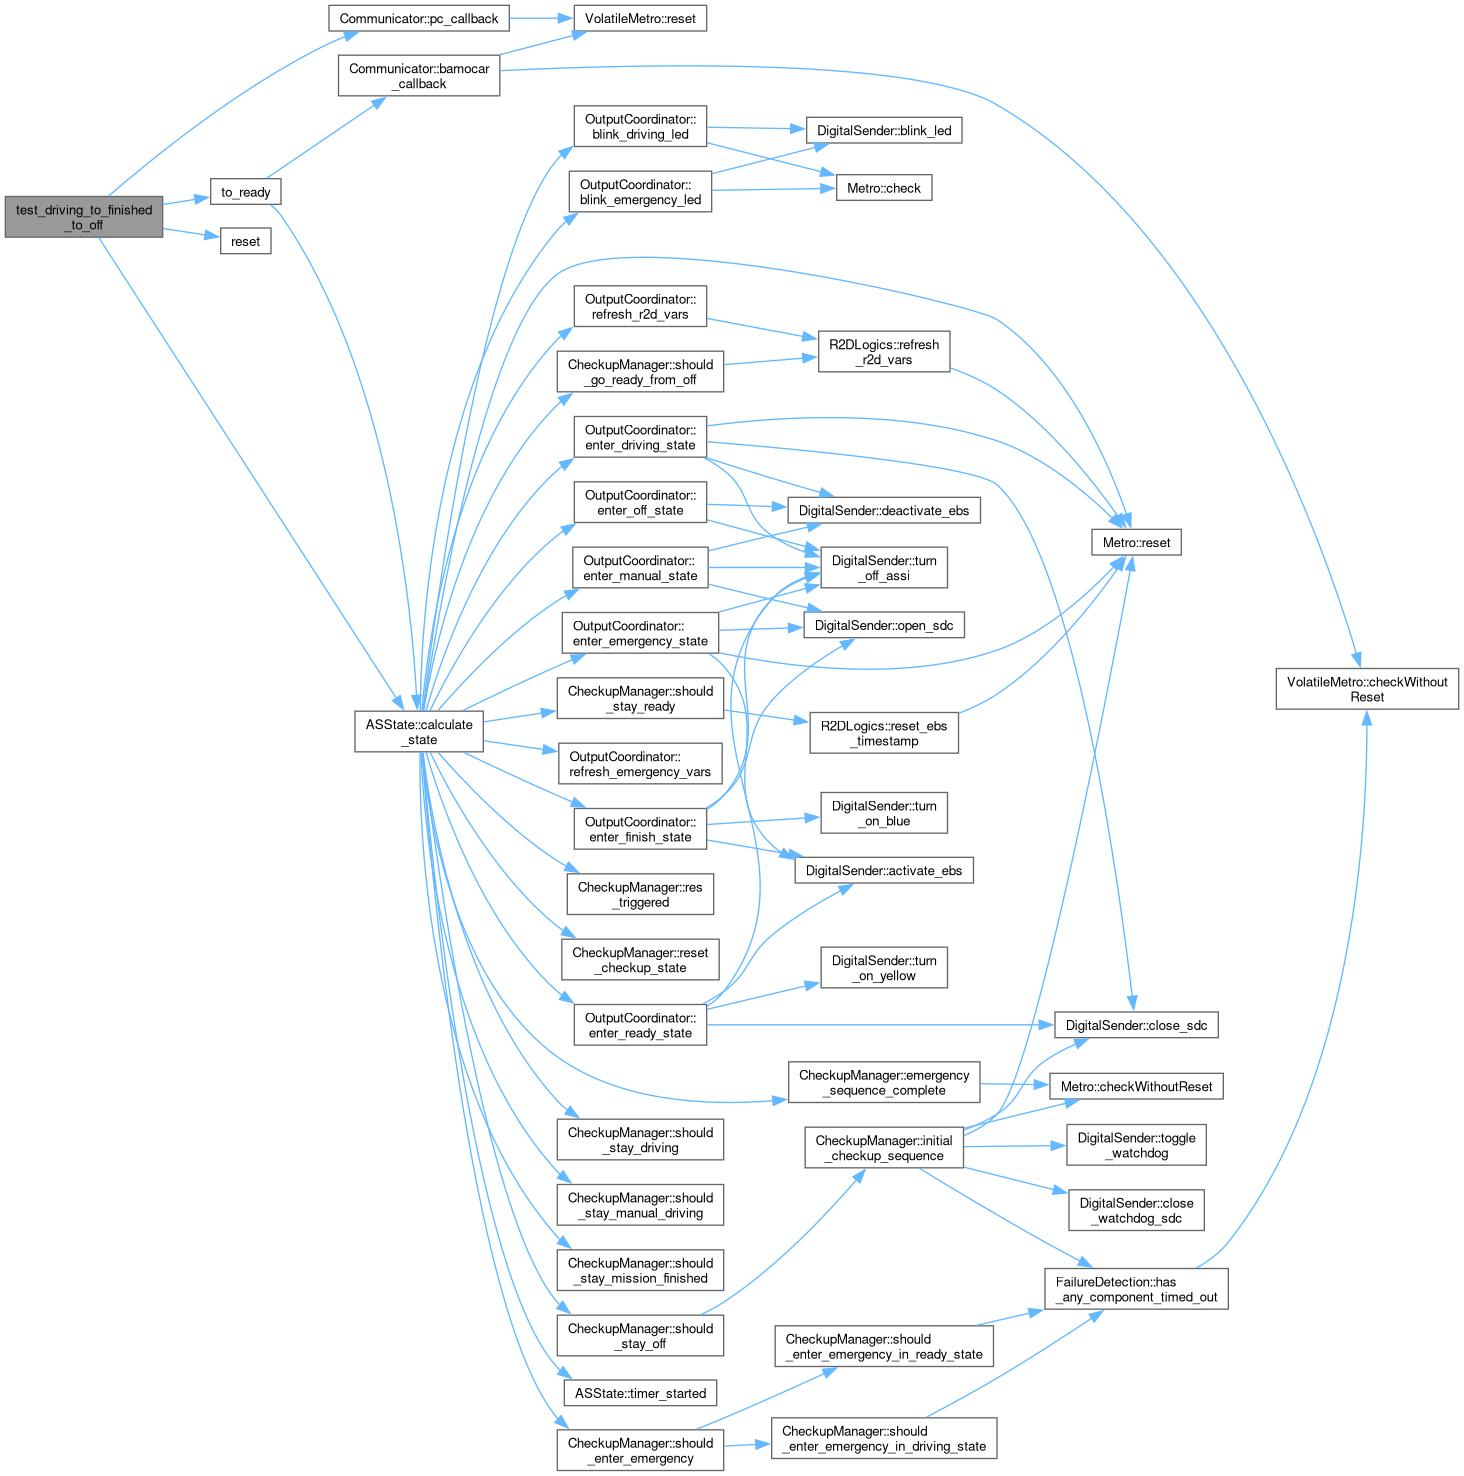 Communicator::pc_callback
VolatileMetro::reset
Communicator::bamocar
_callback
OutputCoordinator::
blink_driving_led
DigitalSender::blink_led
OutputCoordinator::
blink_emergency_led
Metro::check
to_ready
test_driving_to_finished
_to_off
reset
OutputCoordinator::
refresh_r2d_vars
R2DLogics::refresh
_r2d_vars
CheckupManager::should
_go_ready_from_off
OutputCoordinator::
enter_driving_state
OutputCoordinator::
enter_off_state
DigitalSender::deactivate_ebs
Metro::reset
OutputCoordinator::
enter_manual_state
DigitalSender::turn
_off_assi
OutputCoordinator::
enter_emergency_state
DigitalSender::open_sdc
VolatileMetro::checkWithout
Reset
CheckupManager::should
_stay_ready
ASState::calculate
_state
R2DLogics::reset_ebs
_timestamp
OutputCoordinator::
refresh_emergency_vars
DigitalSender::turn
_on_blue
OutputCoordinator::
enter_finish_state
DigitalSender::activate_ebs
CheckupManager::res
_triggered
CheckupManager::reset
_checkup_state
DigitalSender::turn
_on_yellow
OutputCoordinator::
enter_ready_state
DigitalSender::close_sdc
CheckupManager::emergency
_sequence_complete
Metro::checkWithoutReset
CheckupManager::should
_stay_driving
CheckupManager::initial
_checkup_sequence
DigitalSender::toggle
_watchdog
CheckupManager::should
_stay_manual_driving
DigitalSender::close
_watchdog_sdc
CheckupManager::should
_stay_mission_finished
FailureDetection::has
_any_component_timed_out
CheckupManager::should
_stay_off
CheckupManager::should
_enter_emergency_in_ready_state
ASState::timer_started
CheckupManager::should
_enter_emergency
CheckupManager::should
_enter_emergency_in_driving_state